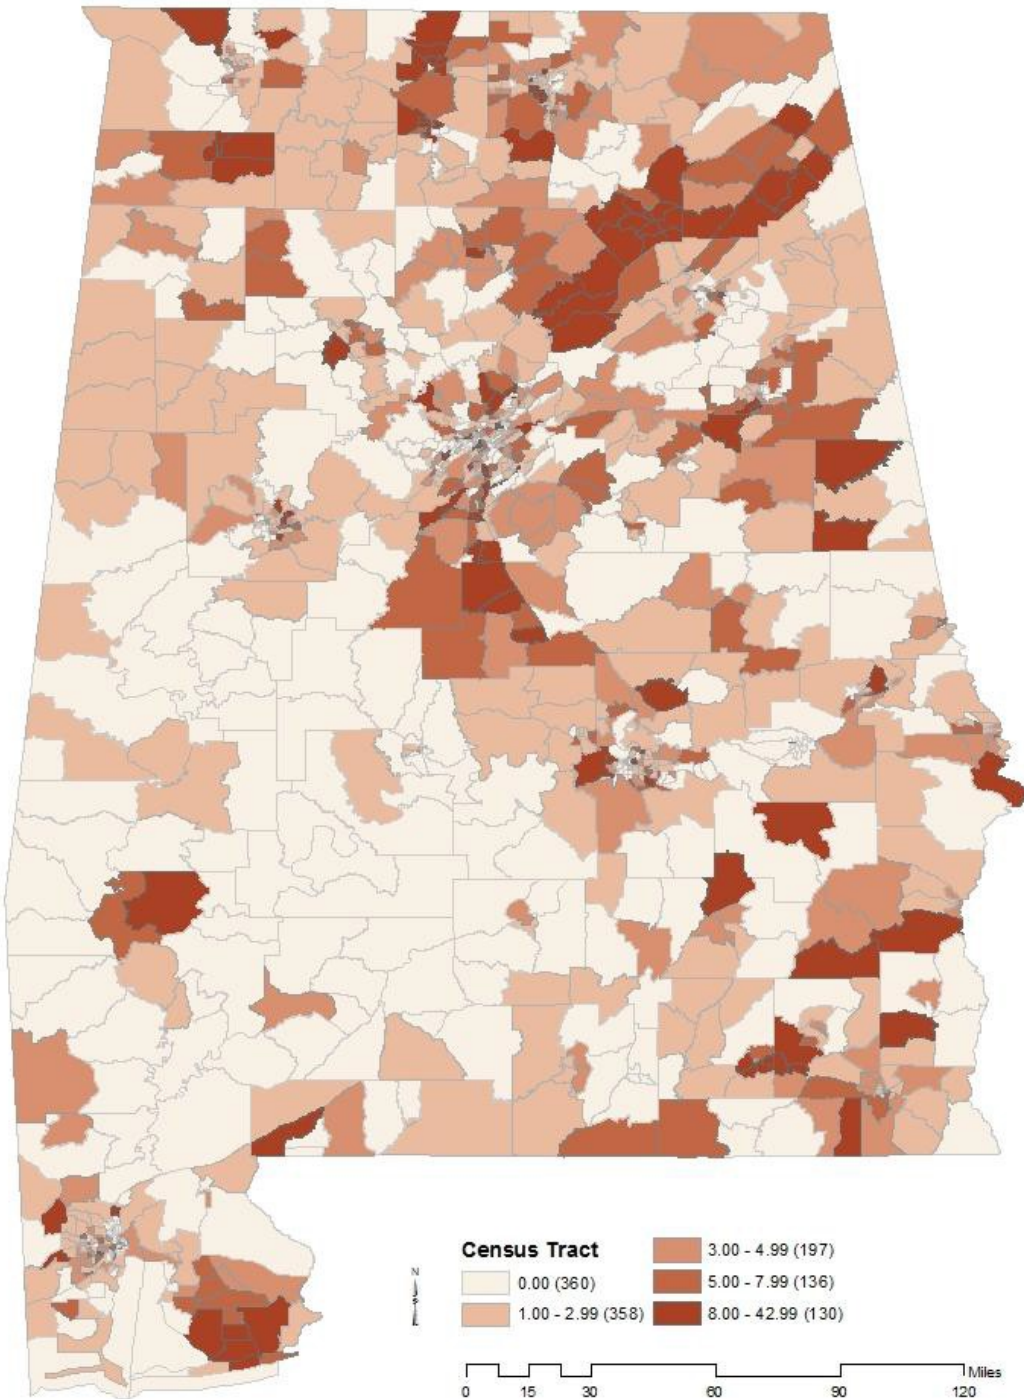 N
Census Tract
0.00 (360)
1.00 - 2.99 (358)
3.00 - 4.99 (197)
5.00 - 7.99 (136)
8.00 - 42.99 (130)
Miles
0 15 30 60 90 120